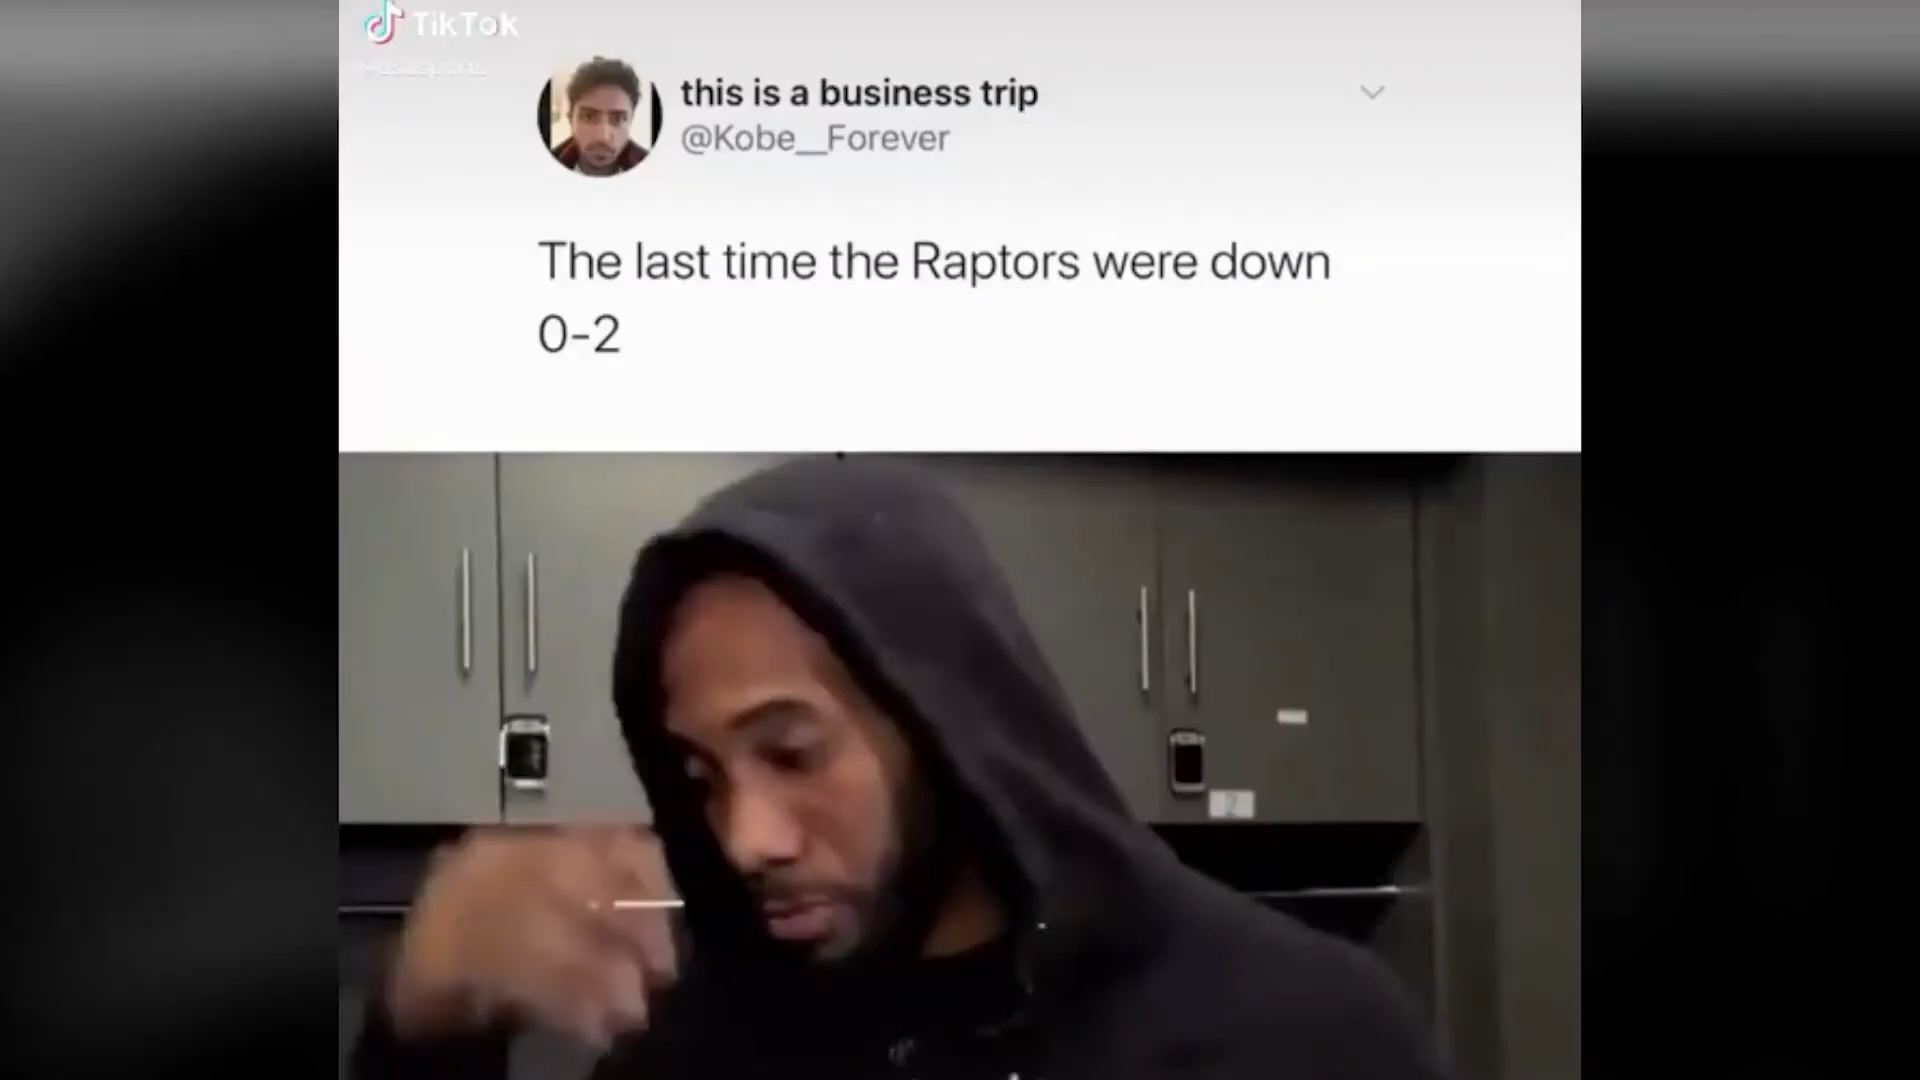 TikTok
this is a business trip
@Kobe__Forever
The last time the Raptors were down
0-2